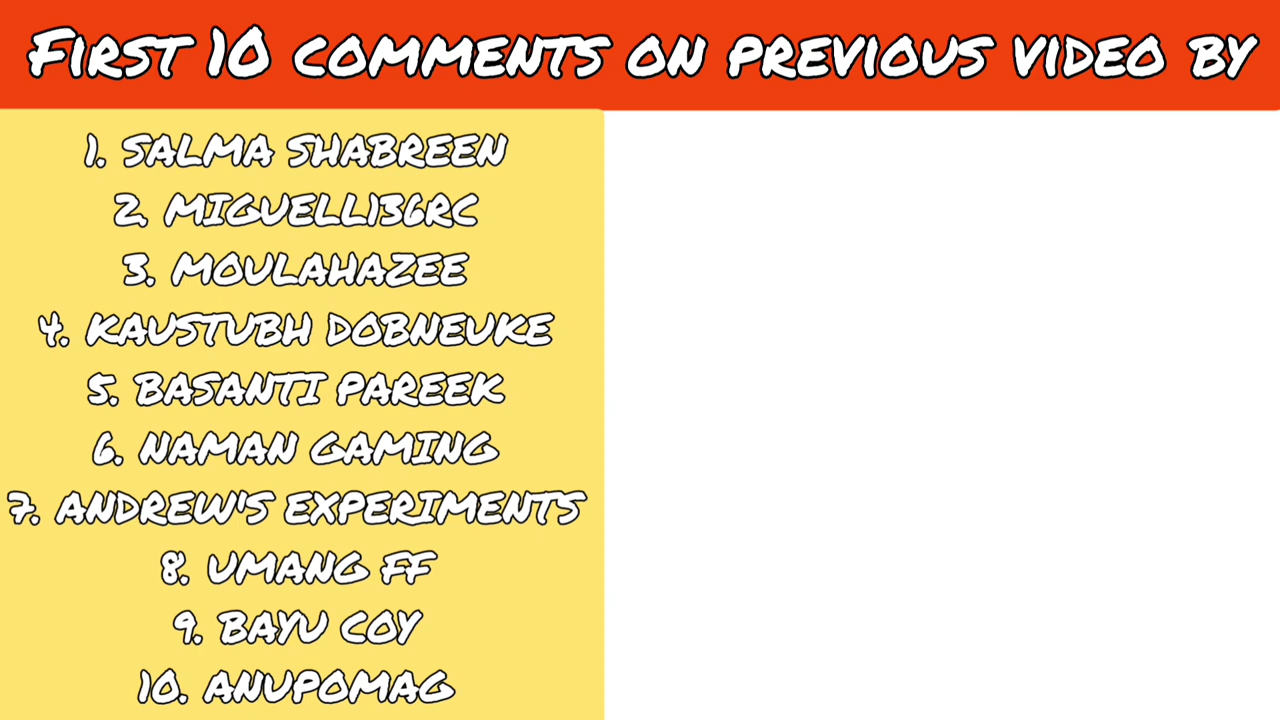 First 10 comments on previous video by
1. SALMA SHABREEN
2. MIGUELL136RC
3. MOULAHAZEE
4. KAUSTUBH DOBNEUKE
5. BASANTI PAREEK
6. NAMAN GAMING
7. ANDREW'S EXPERIMENTS
8. UMANG FF
9. BAYU COY
10. ANUPOMAG